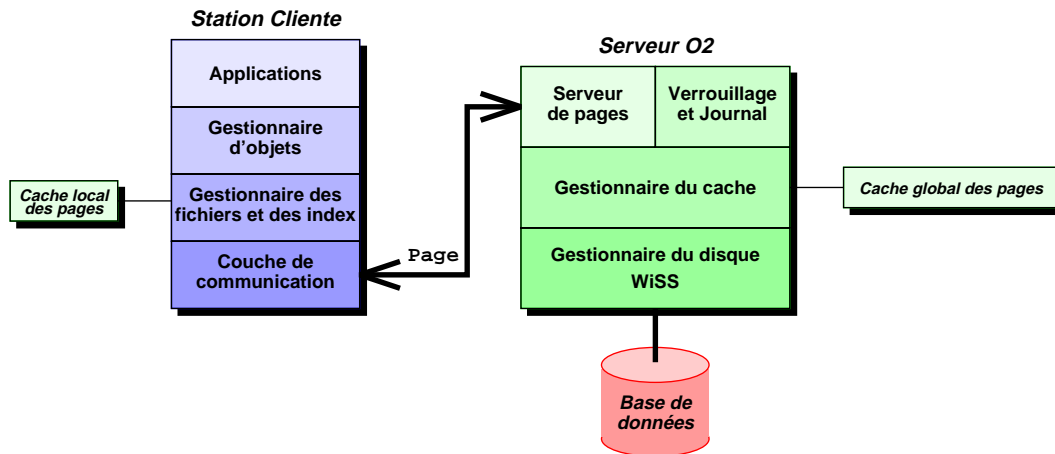 Station Cliente
Applications
Gestionnaire
d'objets
Gestionnaire des
fichiers et des index
Couche de
communication
Cache local
des pages
Page
Serveur O2
Serveur
de pages
Verrouillage
et Journal
Gestionnaire du cache
Gestionnaire du disque
WiSS
Cache global des pages
Base de
données